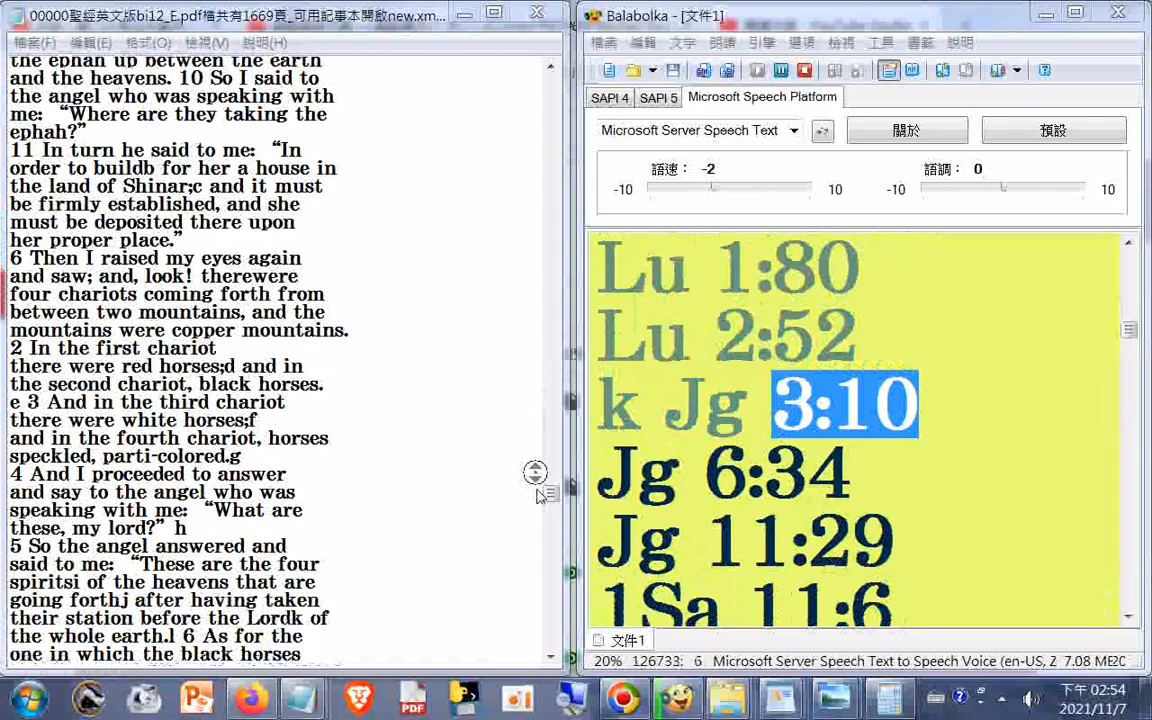 00000聖經英文版bi12_E.pdf檔共有1669頁_可用記事本開啟new.xm...
檔案(F) 編輯(E) 格式(O) 檢視(V) 說明(H)
the ephah up between the earth
and the heavens. 10 So I said to
the angel who was speaking with
me: “Where are they taking the
ephah?”
11 In turn he said to me: “In
order to buildb for her a house in
the land of Shinar;c and it must
be firmly established, and she
must be deposited there upon
her proper place.”
6 Then I raised my eyes again
and saw; and, look! therewere
four chariots coming forth from
between two mountains, and the
mountains were copper mountains.
2 In the first chariot
there were red horses;d and in
the second chariot, black horses.
e 3 And in the third chariot
there were white horses;f
and in the fourth chariot, horses
speckled, parti-colored.g
4 And I proceeded to answer
and say to the angel who was
speaking with me: “What are
these, my lord?” h
5 So the angel answered and
said to me: “These are the four
spiritsi of the heavens that are
going forthj after having taken
their station before the Lordk of
the whole earth.l 6 As for the
one in which the black horses
Balabolka - [文件1]
檔案 編輯 文字 朗讀 引擎 選項 檢視 工具 書籤 說明
SAPI 4 SAPI 5 Microsoft Speech Platform
Microsoft Server Speech Text 關於 預設
語速： -2 語調： 0
-10 10 -10 10
Lu 1:80
Lu 2:52
k Jg 3:10
Jg 6:34
Jg 11:29
1Sa 11:6
文件1
20% 126733: 6 Microsoft Server Speech Text to Speech Voice (en-US, Z 7.08 ME2C
PDF
下午 02:54
2021/11/7